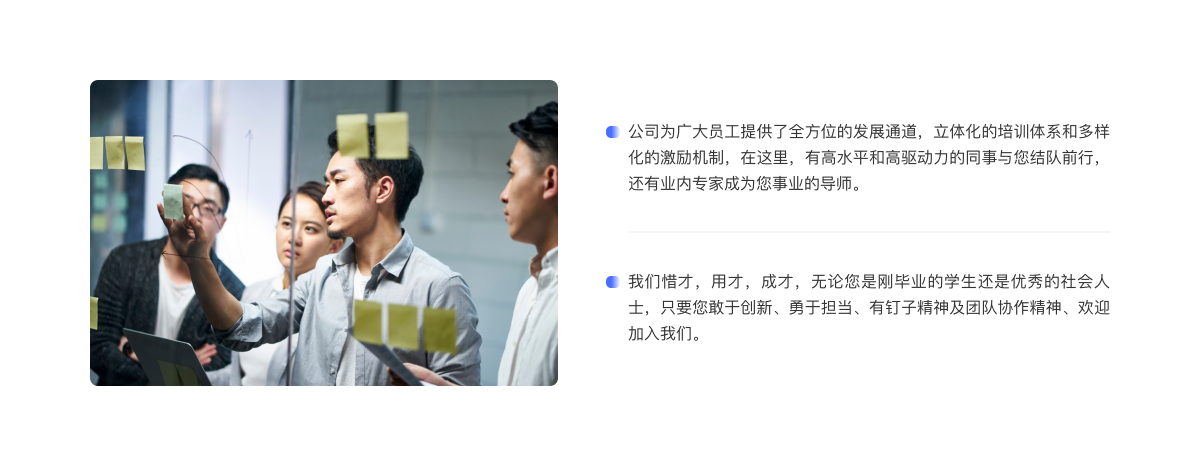 公司为广大员工提供了全方位的发展通道，立体化的培训体系和多样
化的激励机制，在这里，有高水平和高驱动力的同事与您结队前行，
还有业内专家成为您事业的导师。
我们惜才，用才，成才，无论您是刚毕业的学生还是优秀的社会人
士，只要您敢于创新、勇于担当、有钉子精神及团队协作精神、欢迎
加入我们。